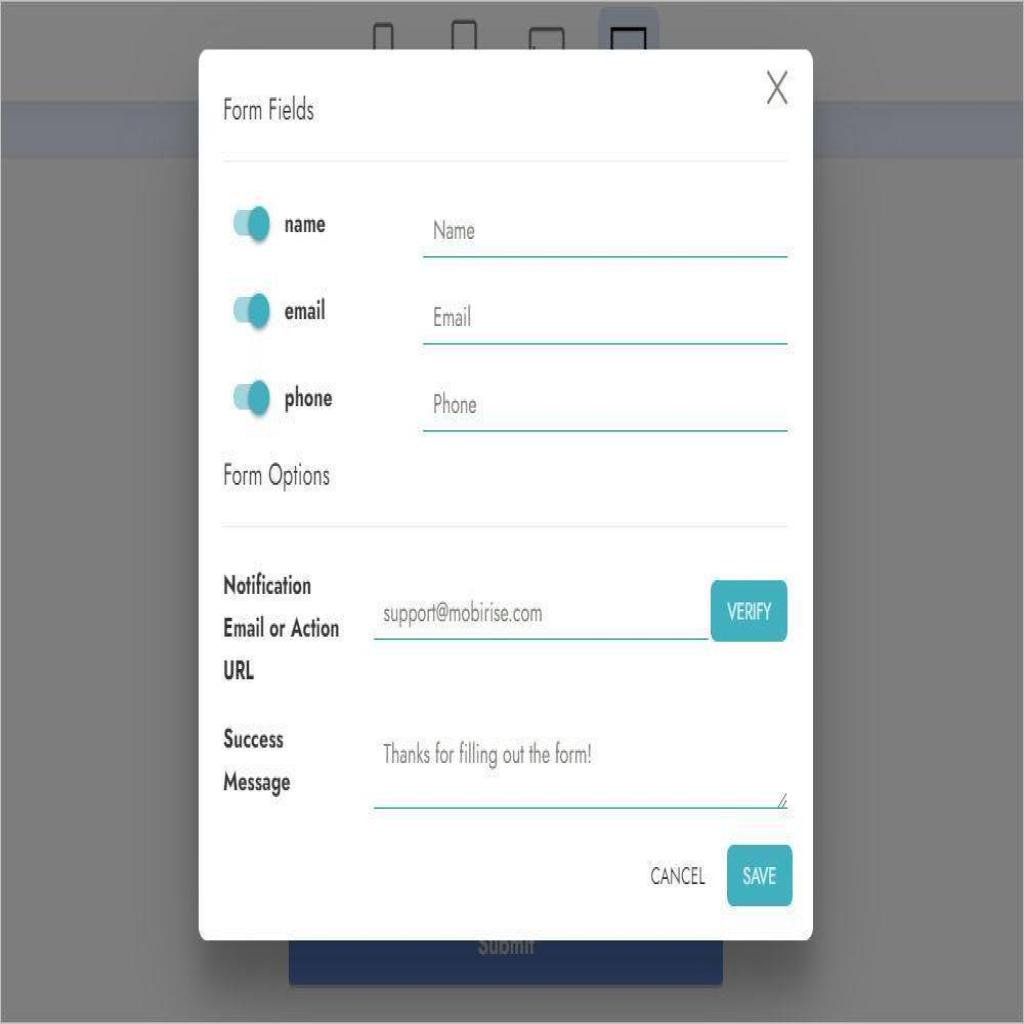 Form Fields
name
Name
email
Email
phone
Phone
Form Options
Notification
Email or Action
URL
support@mobirise.com
VERIFY
Success
Message
Thanks for filling out the form!
CANCEL
SAVE
Submit